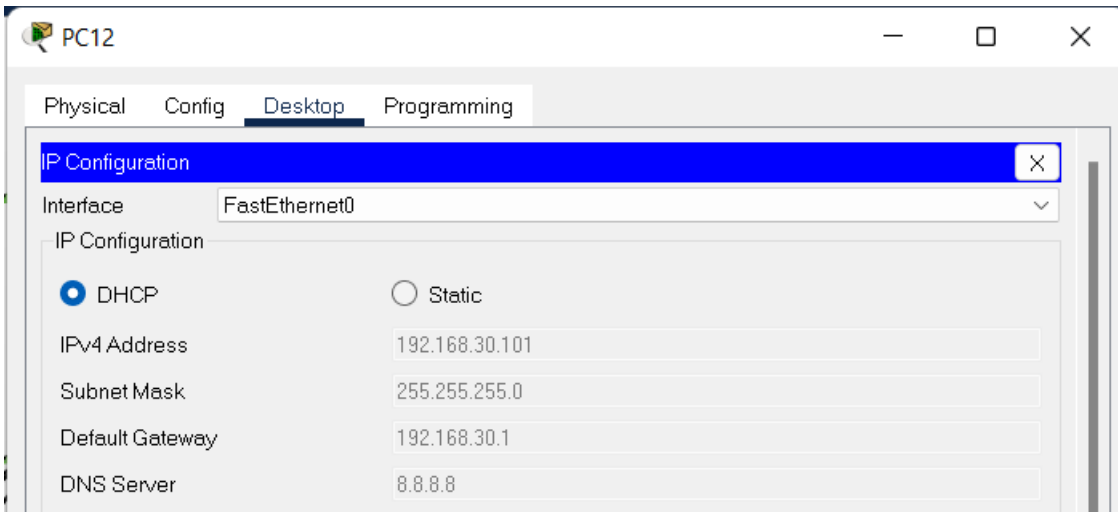 PC12
Physical Config Desktop Programming
IP Configuration X
Interface FastEthernet0
IP Configuration
DHCP Static
IPv4 Address 192.168.30.101
Subnet Mask 255.255.255.0
Default Gateway 192.168.30.1
DNS Server 8.8.8.8